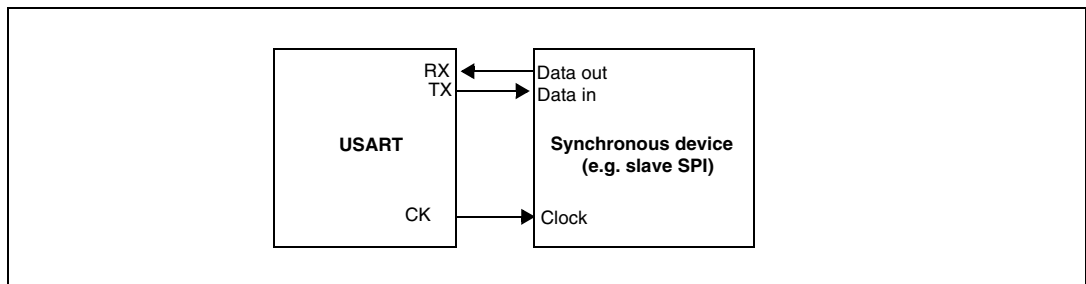 RX
TX
USART
CK
Data out
Data in
Synchronous device
(e.g. slave SPI)
Clock